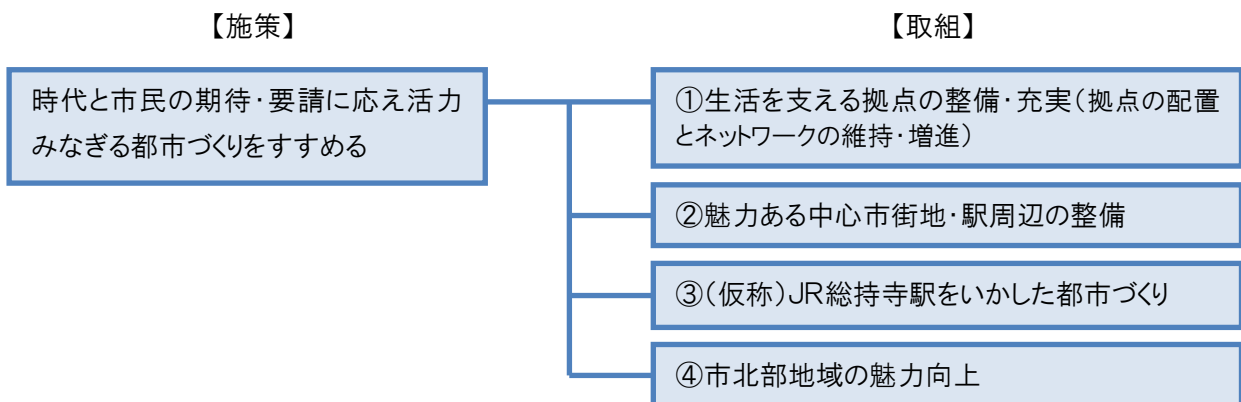 【施策】
【取組】
時代と市民の期待・要請に応え活力
みなぎる都市づくりをすすめる
①生活を支える拠点の整備・充実（拠点の配置
とネットワークの維持・増進）
②魅力ある中心市街地・駅周辺の整備
③（仮称）JR総持寺駅をいかした都市づくり
④市北部地域の魅力向上